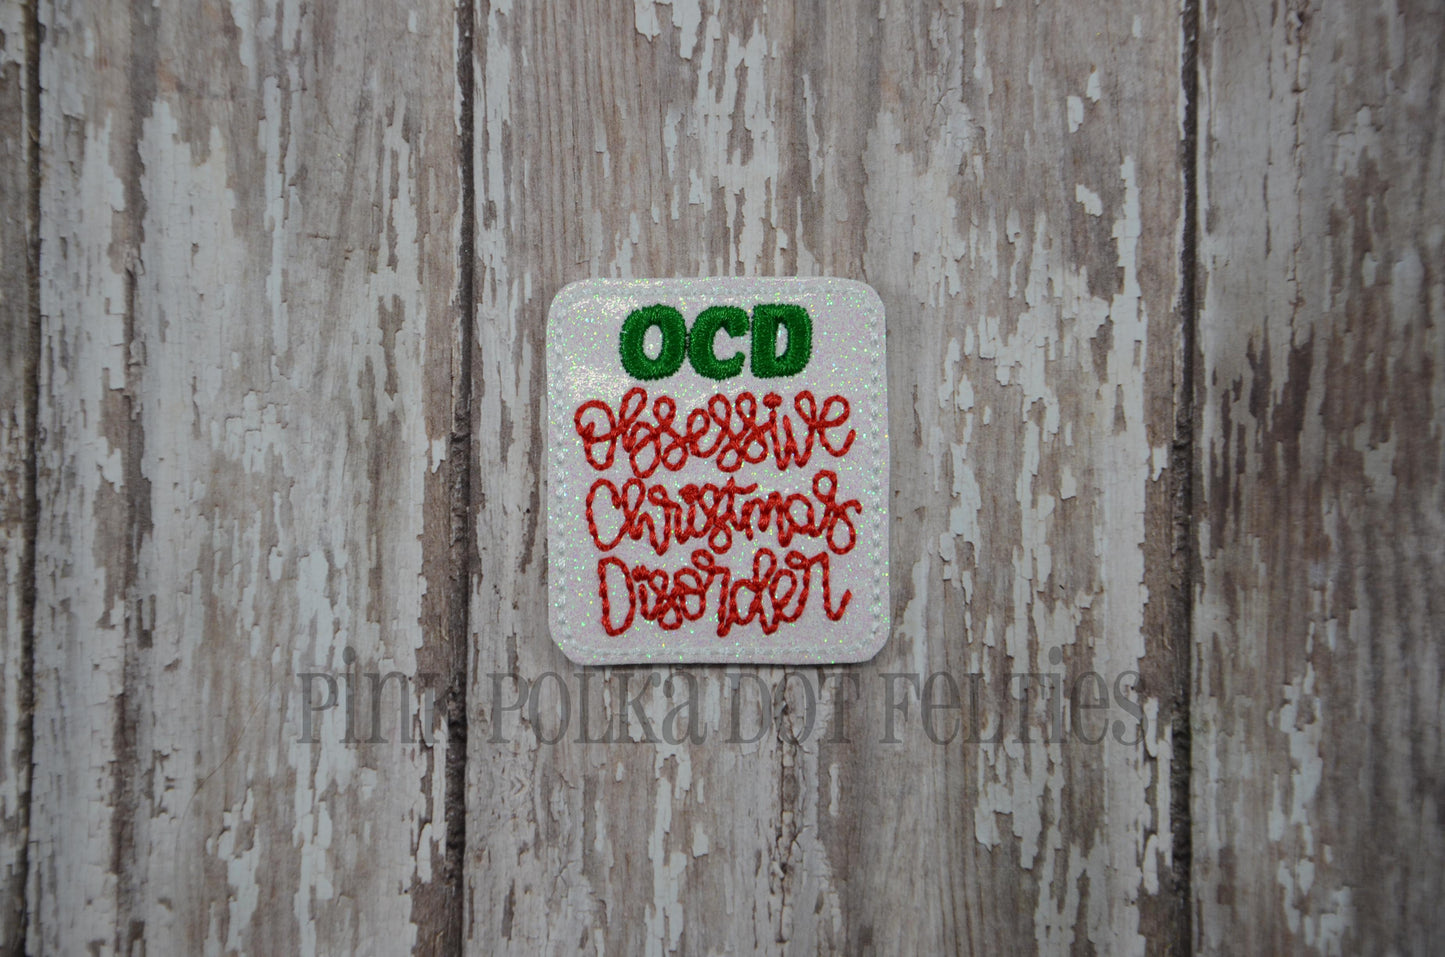 OCD
Obsessive
Christmas
Disorder
Pink Polka Dot Felties